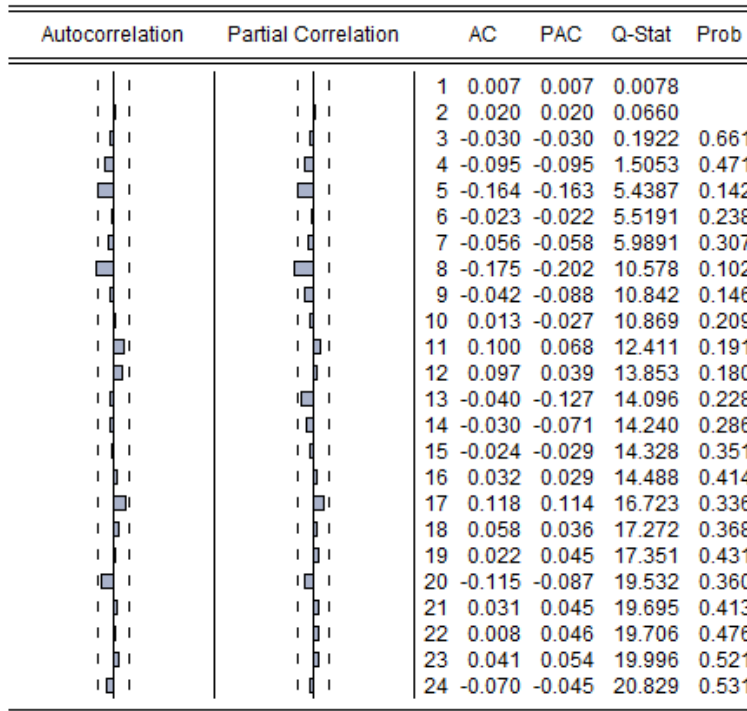 Autocorrelation Partial Correlation AC PAC Q-Stat Prob
1 0.007 0.007 0.0078
2 0.020 0.020 0.0660
3 -0.030 -0.030 0.1922 0.661
4 -0.095 -0.095 1.5053 0.471
5 -0.164 -0.163 5.4387 0.142
6 -0.023 -0.022 5.5191 0.238
7 -0.056 -0.058 5.9891 0.307
8 -0.175 -0.202 10.578 0.102
9 -0.042 -0.088 10.842 0.146
10 0.013 -0.027 10.869 0.209
11 0.100 0.068 12.411 0.191
12 0.097 0.039 13.853 0.180
13 -0.040 -0.127 14.096 0.228
14 -0.030 -0.071 14.240 0.286
15 -0.024 -0.029 14.328 0.351
16 0.032 0.029 14.488 0.414
17 0.118 0.114 16.723 0.336
18 0.058 0.036 17.272 0.368
19 0.022 0.045 17.351 0.431
20 -0.115 -0.087 19.532 0.360
21 0.031 0.045 19.695 0.413
22 0.008 0.046 19.706 0.476
23 0.041 0.054 19.996 0.521
24 -0.070 -0.045 20.829 0.531